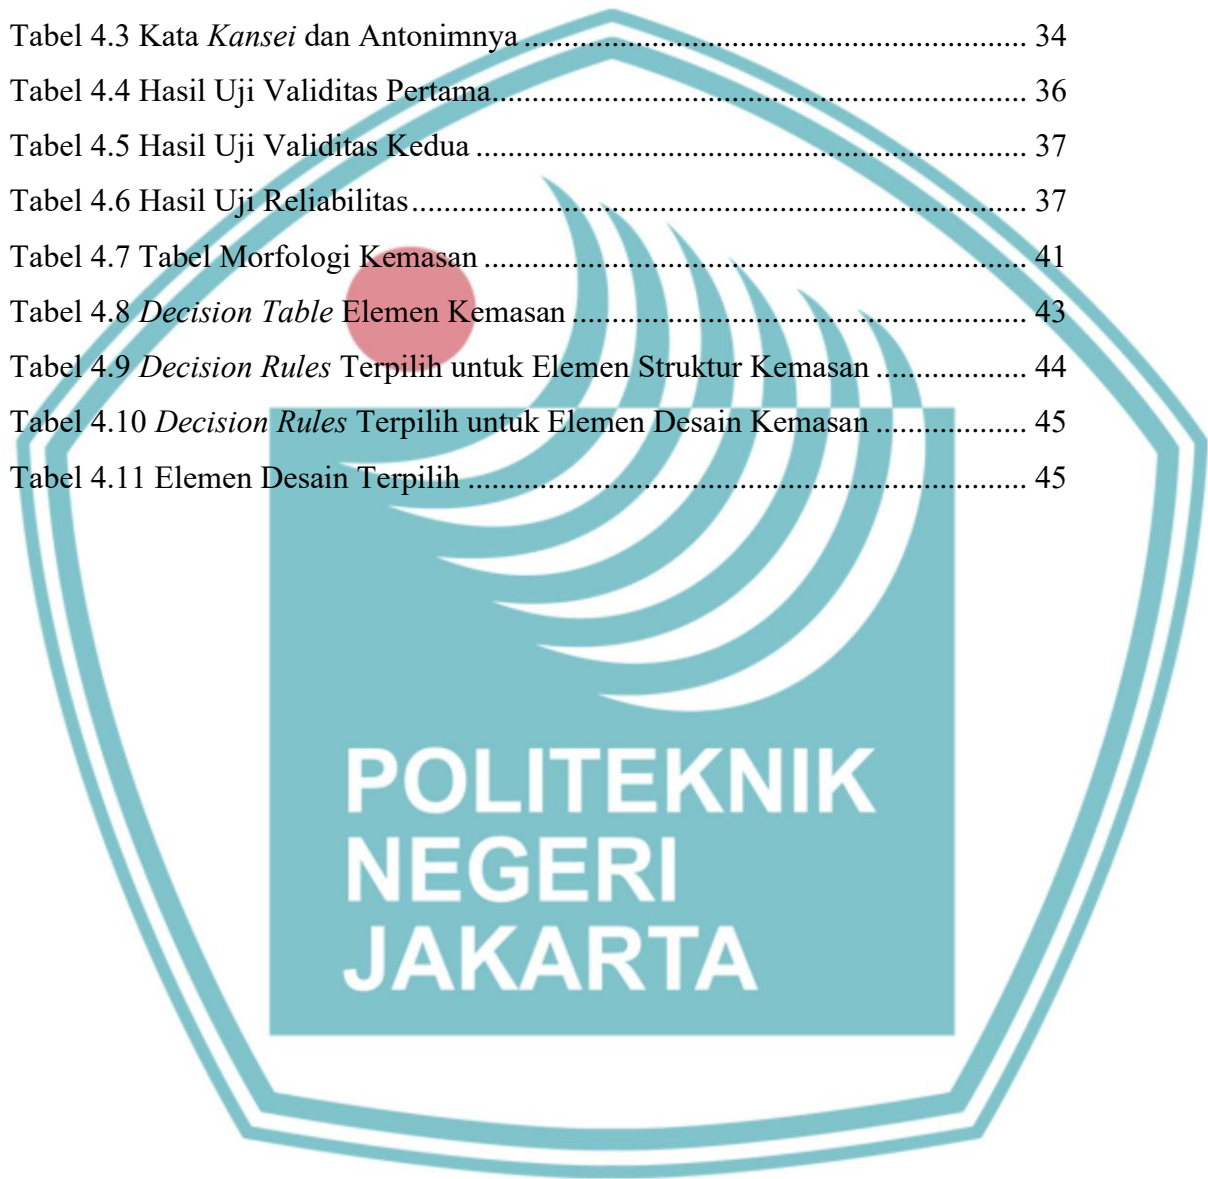 Tabel 4.3 Kata Kansei dan Antonimnya ................................................................ 34
Tabel 4.4 Hasil Uji Validitas Pertama.................................................................... 36
Tabel 4.5 Hasil Uji Validitas Kedua ...................................................................... 37
Tabel 4.6 Hasil Uji Reliabilitas.............................................................................. 37
Tabel 4.7 Tabel Morfologi Kemasan ..................................................................... 41
Tabel 4.8 Decision Table Elemen Kemasan .......................................................... 43
Tabel 4.9 Decision Rules Terpilih untuk Elemen Struktur Kemasan ................... 44
Tabel 4.10 Decision Rules Terpilih untuk Elemen Desain Kemasan ................... 45
Tabel 4.11 Elemen Desain Terpilih ....................................................................... 45
POLITEKNIK
NEGERI
JAKARTA